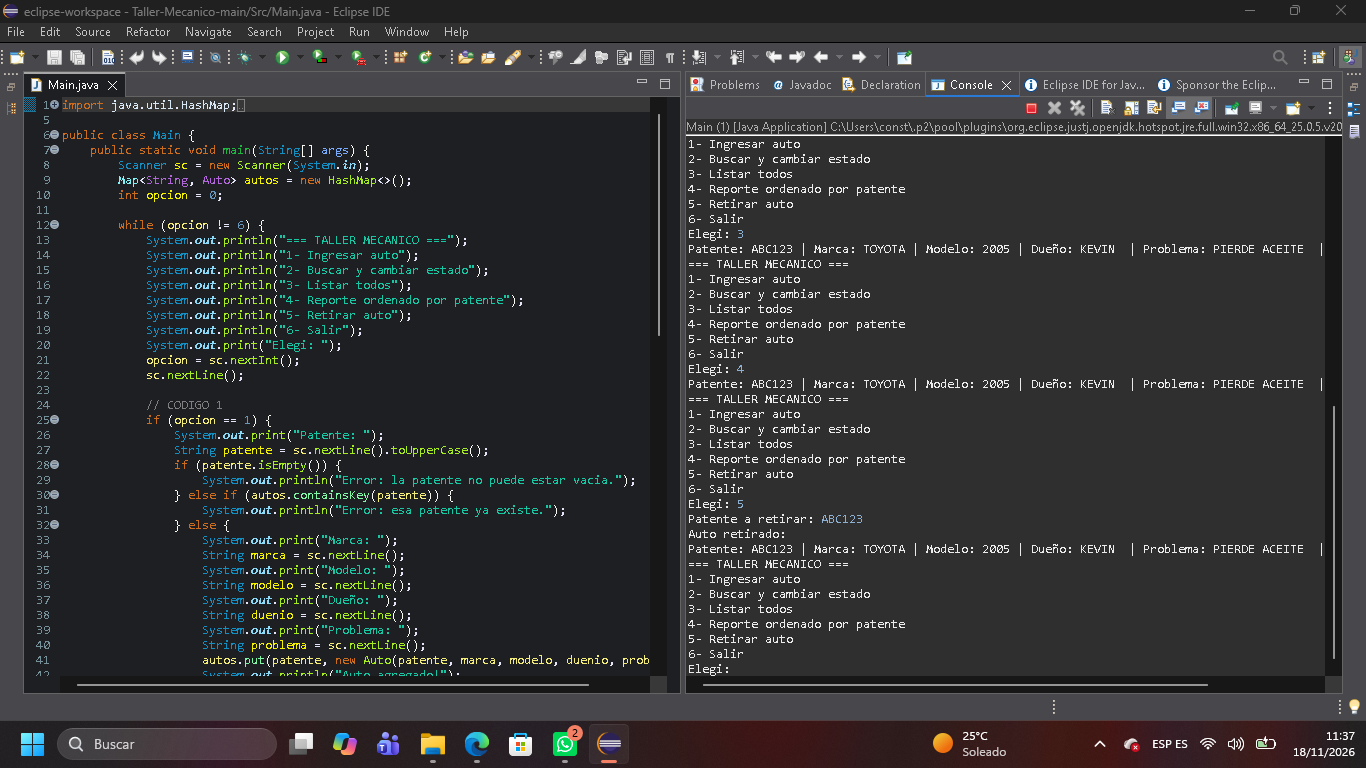 eclipse-workspace - Taller-Mecanico-main/Src/Main.java - Eclipse IDE
File Edit Source Refactor Navigate Search Project Run Window Help
Main.java
1 import java.util.HashMap;
5
6 public class Main {
7 public static void main(String[] args) {
8 Scanner sc = new Scanner(System.in);
9 Map<String, Auto> autos = new HashMap<>();
10 int opcion = 0;
11
12 while (opcion != 6) {
13 System.out.println("=== TALLER MECANICO ===");
14 System.out.println("1- Ingresar auto");
15 System.out.println("2- Buscar y cambiar estado");
16 System.out.println("3- Listar todos");
17 System.out.println("4- Reporte ordenado por patente");
18 System.out.println("5- Retirar auto");
19 System.out.println("6- Salir");
20 System.out.print("Elegi: ");
21 opcion = sc.nextInt();
22 sc.nextLine();
23
24 // CODIGO 1
25 if (opcion == 1) {
26 System.out.print("Patente: ");
27 String patente = sc.nextLine().toUpperCase();
28 if (patente.isEmpty()) {
29 System.out.println("Error: la patente no puede estar vacia.");
30 } else if (autos.containsKey(patente)) {
31 System.out.println("Error: esa patente ya existe.");
32 } else {
33 System.out.print("Marca: ");
34 String marca = sc.nextLine();
35 System.out.print("Modelo: ");
36 String modelo = sc.nextLine();
37 System.out.print("Dueño: ");
38 String duenio = sc.nextLine();
39 System.out.print("Problema: ");
40 String problema = sc.nextLine();
41 autos.put(patente, new Auto(patente, marca, modelo, duenio, prob
42 System.out.println("Auto agregado!");
Problems Javadoc Declaration Console Eclipse IDE for Jav... Sponsor the Eclip...
Main (1) [Java Application] C:\Users\const\.p2\pool\plugins\org.eclipse.justj.openjdk.hotspot.jre.full.win32.x86_64_25.0.5.v20
1- Ingresar auto
2- Buscar y cambiar estado
3- Listar todos
4- Reporte ordenado por patente
5- Retirar auto
6- Salir
Elegi: 3
Patente: ABC123 | Marca: TOYOTA | Modelo: 2005 | Dueño: KEVIN | Problema: PIERDE ACEITE |
=== TALLER MECANICO ===
1- Ingresar auto
2- Buscar y cambiar estado
3- Listar todos
4- Reporte ordenado por patente
5- Retirar auto
6- Salir
Elegi: 4
Patente: ABC123 | Marca: TOYOTA | Modelo: 2005 | Dueño: KEVIN | Problema: PIERDE ACEITE |
=== TALLER MECANICO ===
1- Ingresar auto
2- Buscar y cambiar estado
3- Listar todos
4- Reporte ordenado por patente
5- Retirar auto
6- Salir
Elegi: 5
Patente a retirar: ABC123
Auto retirado:
Patente: ABC123 | Marca: TOYOTA | Modelo: 2005 | Dueño: KEVIN | Problema: PIERDE ACEITE |
=== TALLER MECANICO ===
1- Ingresar auto
2- Buscar y cambiar estado
3- Listar todos
4- Reporte ordenado por patente
5- Retirar auto
6- Salir
Elegi:
Buscar
2
25°C
Soleado
ESP ES
11:37
18/11/2026